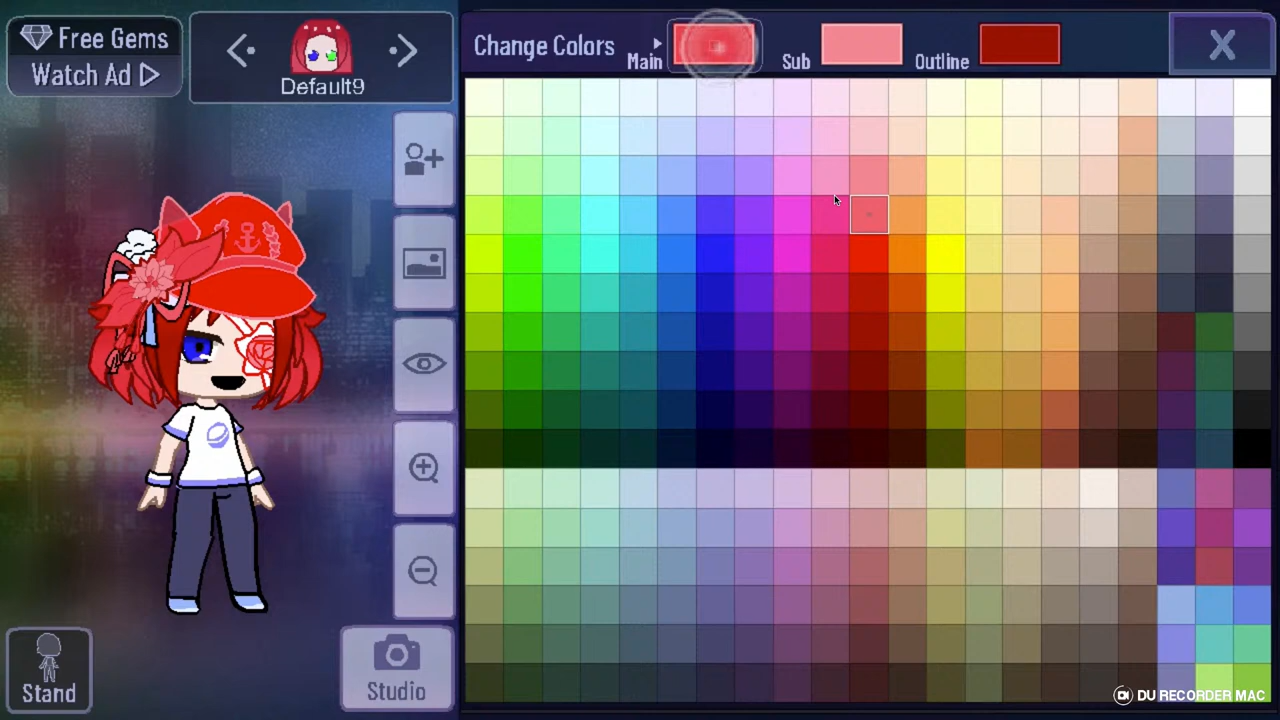 Free Gems
Watch Ad
Default9
Change Colors
Main
Sub
Outline
X
Stand
Studio
DU RECORDER MAC